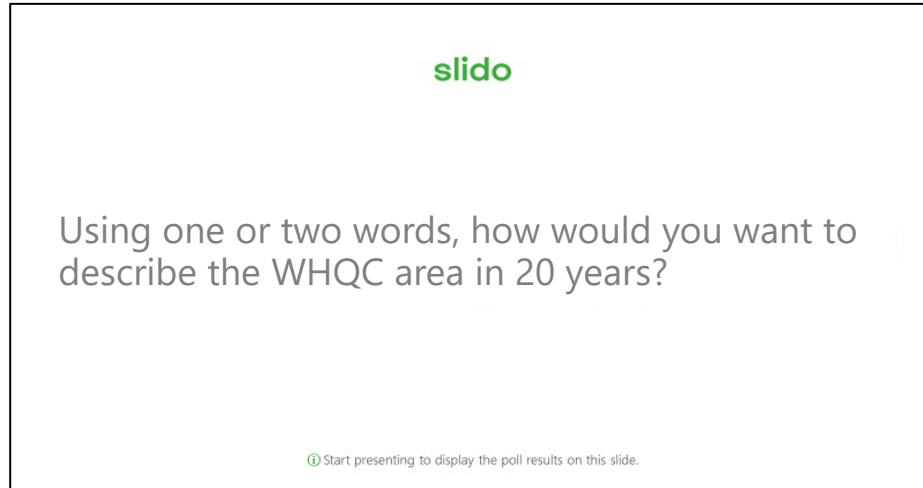 slido
Using one or two words, how would you want to
describe the WHQC area in 20 years?
ⓘ Start presenting to display the poll results on this slide.